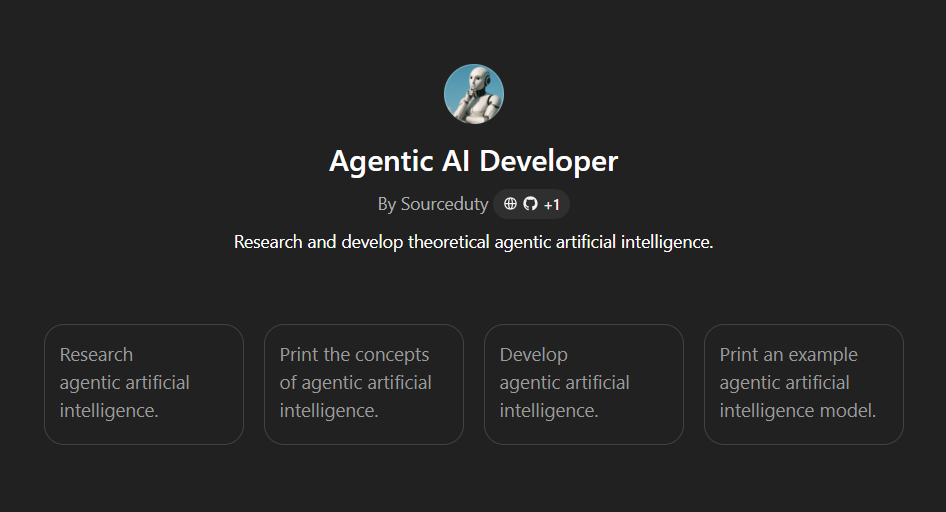 Agentic AI Developer
By Sourceduty +1
Research and develop theoretical agentic artificial intelligence.
Research
agentic artificial
intelligence.
Print the concepts
of agentic artificial
intelligence.
Develop
agentic artificial
intelligence.
Print an example
agentic artificial
intelligence model.